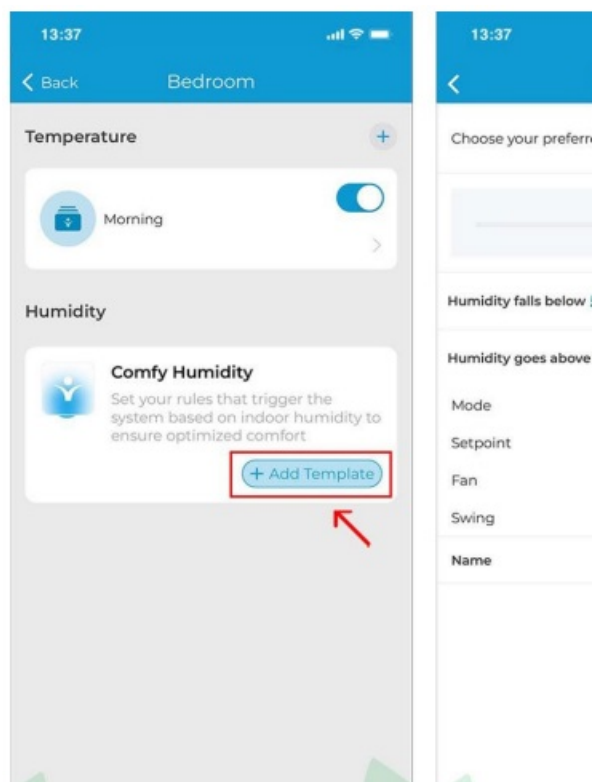 13:37
Back
Bedroom
Temperature
+
Morning
Humidity
Comfy Humidity
Set your rules that trigger the
system based on indoor humidity to
ensure optimized comfort
+ Add Template
13:37
Choose your
Humidity falls below
Humidity goes above
Mode
Setpoint
Fan
Swing
Name